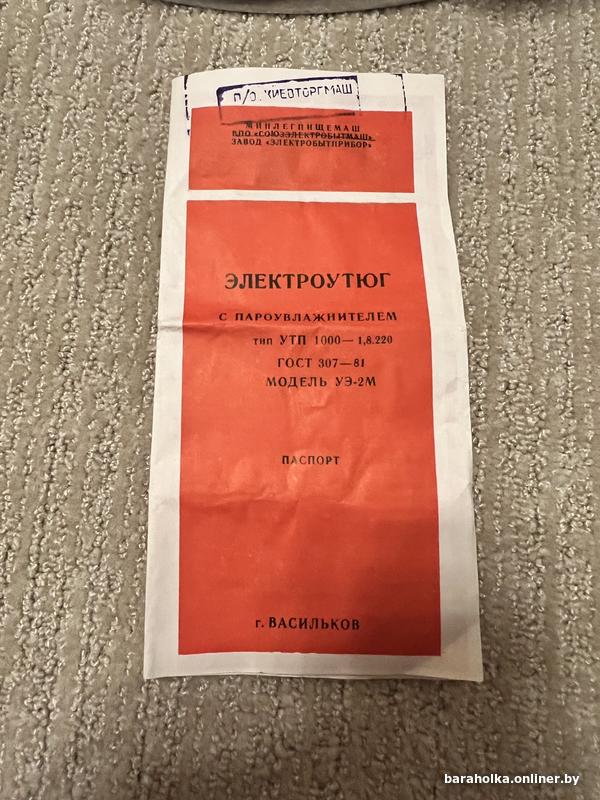 П/О. КИЕВТОРГМАШ
МИНЛЕГПИЩЕМАШ
ВПО «СОЮЗЭЛЕКТРОБЫТМАШ»
ЗАВОД «ЭЛЕКТРОБЫТПРИБОР»
ЭЛЕКТРОУТЮГ
С ПАРОУВЛАЖНИТЕЛЕМ
тип УТП 1000—1,8.220
ГОСТ 307—81
МОДЕЛЬ УЭ-2М
ПАСПОРТ
г. ВАСИЛЬКОВ
baraholka.onliner.by